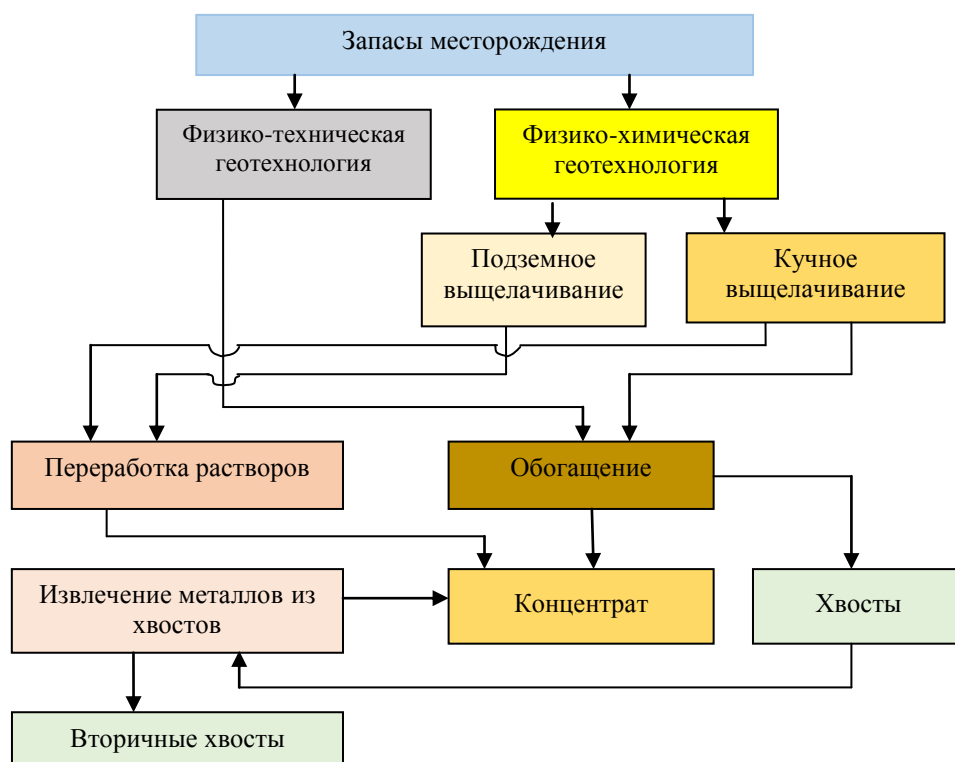 Запасы месторождения
Физико-техническая
геотехнология
Физико-химическая
геотехнология
Подземное
выщелачивание
Кучное
выщелачивание
Переработка растворов
Обогащение
Извлечение металлов из
хвостов
Концентрат
Хвосты
Вторичные хвосты